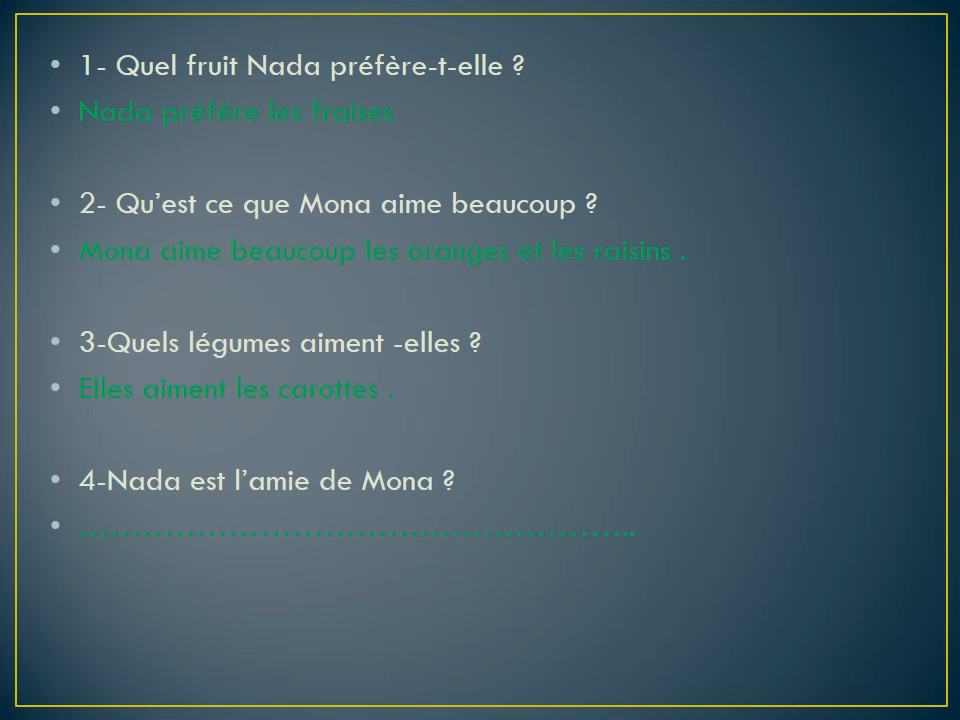 • 1- Quel fruit Nada préfère-t-elle ?
• Nada préfère les fraises
• 2- Qu’est ce que Mona aime beaucoup ?
• Mona aime beaucoup les oranges et les raisins .
• 3-Quels légumes aiment -elles ?
• Elles aiment les carottes .
• 4-Nada est l’amie de Mona ?
• …………………………………………………..